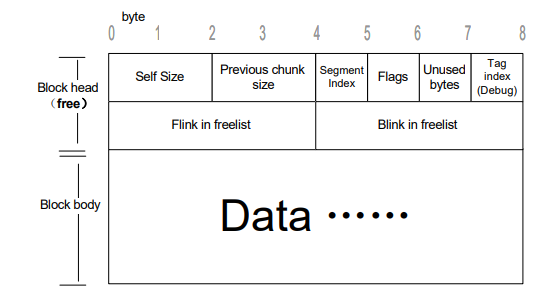 byte
0 1 2 3 4 5 6 7 8
Block head
（free）
Self Size
Previous chunk
size
Segment
Index
Flags
Unused
bytes
Tag
index
(Debug)
Flink in freelist
Blink in freelist
Block body
Data ······